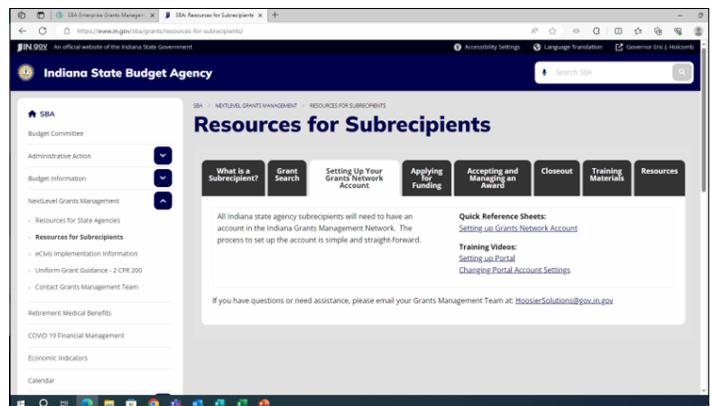 SBA Enterprise Grants Managem
SBA: Resources for Subrecipients
https://www.in.gov/sba/grants/resources-for-subrecipients/
IN.gov An official website of the Indiana State Government
Accessibility Settings
Language Translation
Governor Eric J. Holcomb
Indiana State Budget Agency
Search SBA
SBA
Budget Committee
Administrative Action
Budget Information
NextLevel Grants Management
- Resources for State Agencies
- Resources for Subrecipients
- eCivis Implementation Information
- Uniform Grant Guidance - 2 CFR 200
- Contact Grants Management Team
Retirement Medical Benefits
COVID 19 Financial Management
Economic Indicators
Calendar
SBA / NEXTLEVEL GRANTS MANAGEMENT / RESOURCES FOR SUBRECIPIENTS
Resources for Subrecipients
What is a
Subrecipient?
Grant
Search
Setting Up Your
Grants Network
Account
Applying
for
Funding
Accepting and
Managing an
Award
Closeout
Training
Materials
Resources
All Indiana state agency subrecipients will need to have an
account in the Indiana Grants Management Network. The
process to set up the account is simple and straight-forward.
Quick Reference Sheets:
Setting up Grants Network Account
Training Videos:
Setting up Portal
Changing Portal Account Settings
If you have questions or need assistance, please email your Grants Management Team at: HoosierSolutions@gov.in.gov